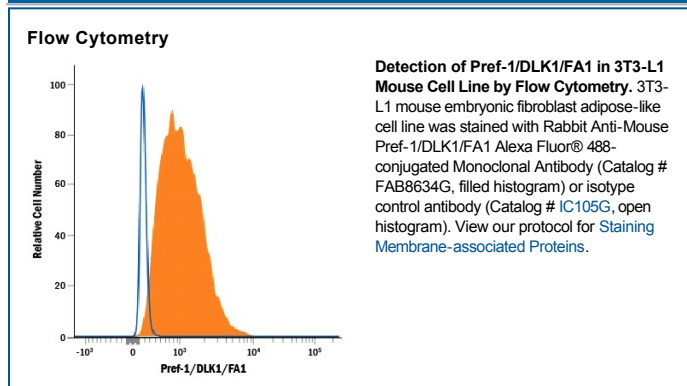 Flow Cytometry
100
80
60
40
20
0
Relative Cell Number
-10³
0
10³
10⁴
10⁵
Pref-1/DLK1/FA1
Detection of Pref-1/DLK1/FA1 in 3T3-L1
Mouse Cell Line by Flow Cytometry. 3T3-
L1 mouse embryonic fibroblast adipose-like
cell line was stained with Rabbit Anti-Mouse
Pref-1/DLK1/FA1 Alexa Fluor® 488-
conjugated Monoclonal Antibody (Catalog #
FAB8634G, filled histogram) or isotype
control antibody (Catalog # IC105G, open
histogram). View our protocol for Staining
Membrane-associated Proteins.